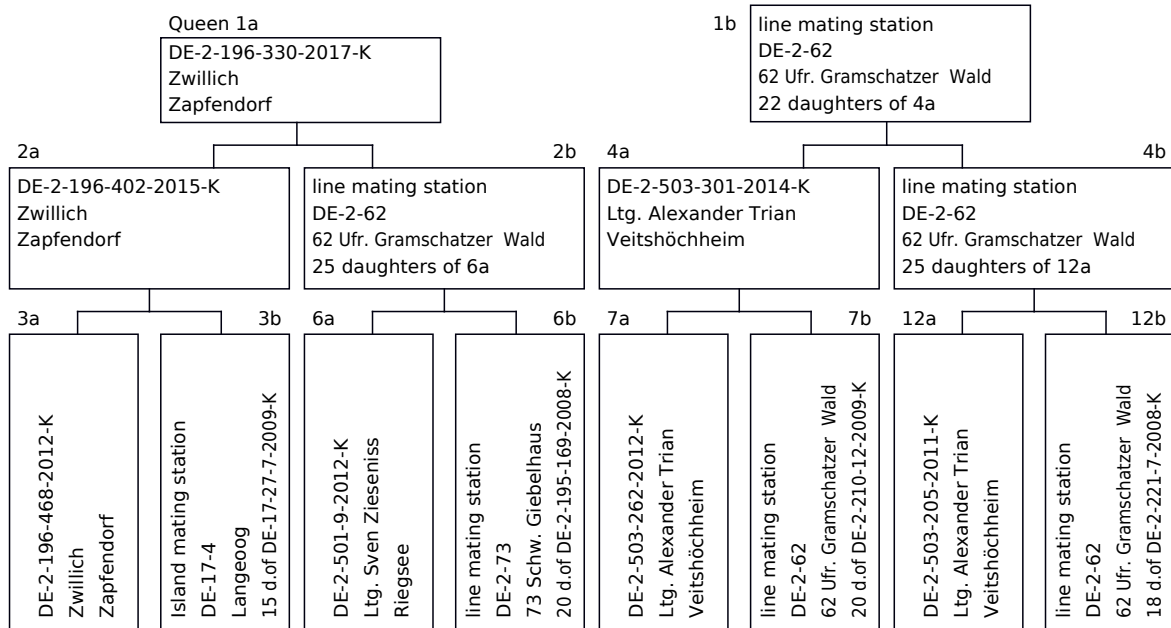 Queen 1a
DE-2-196-330-2017-K
Zwillich
Zapfendorf
1b
line mating station
DE-2-62
62 Ufr. Gramschatzer Wald
22 daughters of 4a
2a
DE-2-196-402-2015-K
Zwillich
Zapfendorf
2b
line mating station
DE-2-62
62 Ufr. Gramschatzer Wald
25 daughters of 6a
4a
DE-2-503-301-2014-K
Ltg. Alexander Trian
Veitshöchheim
4b
line mating station
DE-2-62
62 Ufr. Gramschatzer Wald
25 daughters of 12a
3a
DE-2-196-468-2012-K
Zwillich
Zapfendorf
3b
Island mating station
DE-17-4
Langeoog
15 d.of DE-17-27-7-2009-K
6a
DE-2-501-9-2012-K
Ltg. Sven Zieseniss
Riegsee
6b
line mating station
DE-2-73
73 Schw. Giebelhaus
20 d.of DE-2-195-169-2008-K
7a
DE-2-503-262-2012-K
Ltg. Alexander Trian
Veitshöchheim
7b
line mating station
DE-2-62
62 Ufr. Gramschatzer Wald
20 d.of DE-2-210-12-2009-K
12a
DE-2-503-205-2011-K
Ltg. Alexander Trian
Veitshöchheim
12b
line mating station
DE-2-62
62 Ufr. Gramschatzer Wald
18 d.of DE-2-221-7-2008-K